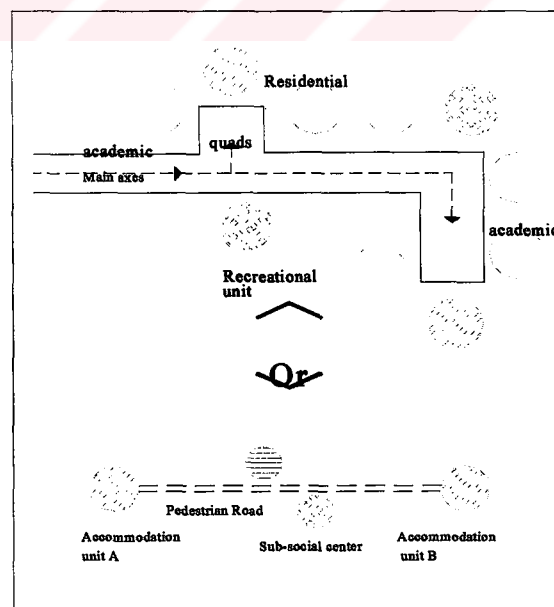 Residential
academic
quads
Main axes
academic
Recreational
unit
Or
Pedestrian Road
Accommodation
unit A
Sub-social center
Accommodation
unit B